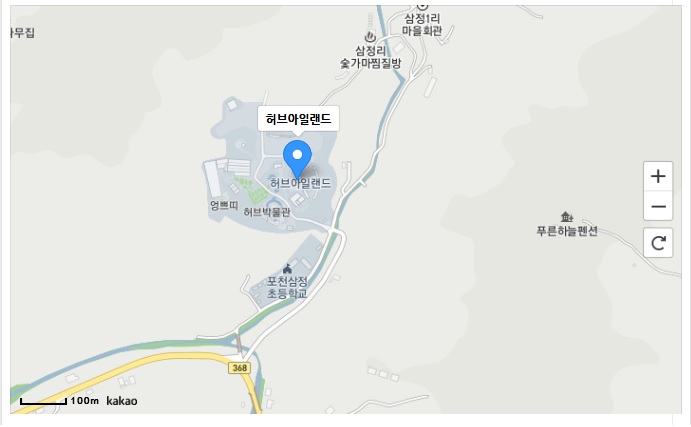 나무집
삼정1리
마을회관
삼정리
숯가마찜질방
허브아일랜드
허브아일랜드
엉쁘띠
허브박물관
푸른하늘펜션
포천삼정
초등학교
368
100m kakao